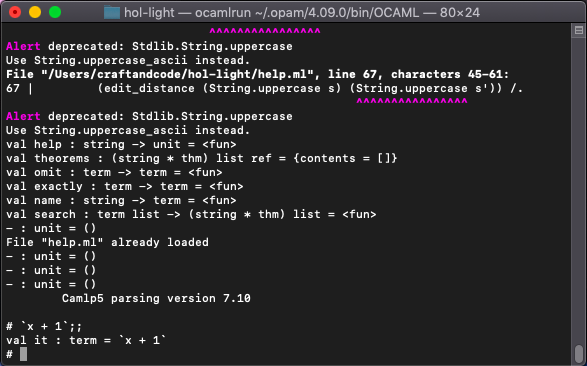 hol-light — ocamlrun ~/.opam/4.09.0/bin/OCAML — 80×24
^^^^^^^^^^^^^^^^
Alert deprecated: Stdlib.String.uppercase
Use String.uppercase_ascii instead.
File "/Users/craftandcode/hol-light/help.ml", line 67, characters 45-61:
67 |         (edit_distance (String.uppercase s) (String.uppercase s')) /.
^^^^^^^^^^^^^^^^
Alert deprecated: Stdlib.String.uppercase
Use String.uppercase_ascii instead.
val help : string -> unit = <fun>
val theorems : (string * thm) list ref = {contents = []}
val omit : term -> term = <fun>
val exactly : term -> term = <fun>
val name : string -> term = <fun>
val search : term list -> (string * thm) list = <fun>
- : unit = ()
File "help.ml" already loaded
- : unit = ()
- : unit = ()
- : unit = ()
        Camlp5 parsing version 7.10
# `x + 1`;;
val it : term = `x + 1`
#